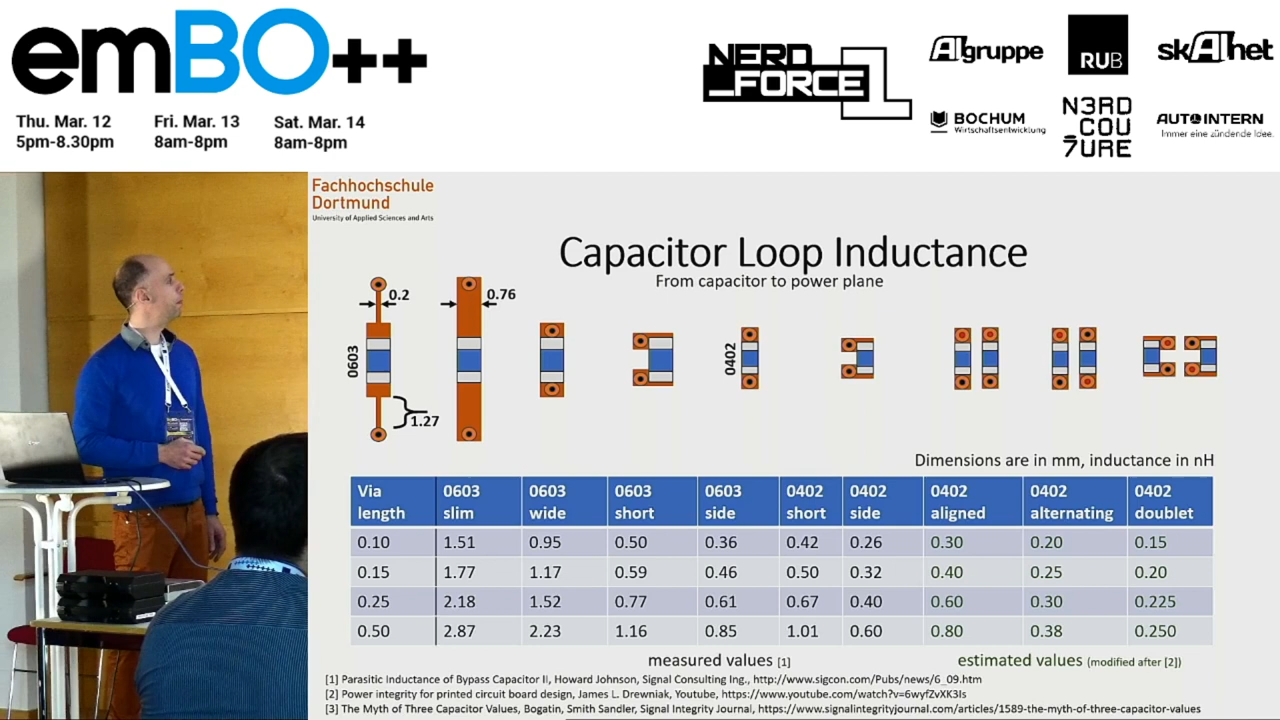 emBO++
Thu. Mar. 12
5pm-8.30pm
Fri. Mar. 13
8am-8pm
Sat. Mar. 14
8am-8pm
NERD
_FORCE1
AIgruppe
RUB
skAInet
BOCHUM
Wirtschaftsentwicklung
N3RD
COU
7URE
AUTOINTERN
Immer eine zündende Idee.
Fachhochschule
Dortmund
University of Applied Sciences and Arts
Capacitor Loop Inductance
From capacitor to power plane
0.2
0.76
0603
0402
1.27
Dimensions are in mm, inductance in nH
Via length 0603 slim 0603 wide 0603 short 0603 side 0402 short 0402 side 0402 aligned 0402 alternating 0402 doublet
0.10 1.51 0.95 0.50 0.36 0.42 0.26 0.30 0.20 0.15
0.15 1.77 1.17 0.59 0.46 0.50 0.32 0.40 0.25 0.20
0.25 2.18 1.52 0.77 0.61 0.67 0.40 0.60 0.30 0.225
0.50 2.87 2.23 1.16 0.85 1.01 0.60 0.80 0.38 0.250
measured values [1]
estimated values (modified after [2])
[1] Parasitic Inductance of Bypass Capacitor II, Howard Johnson, Signal Consulting Ing., http://www.sigcon.com/Pubs/news/6_09.htm
[2] Power integrity for printed circuit board design, James L. Drewniak, Youtube, https://www.youtube.com/watch?v=6wyfZvXK3Is
[3] The Myth of Three Capacitor Values, Bogatin, Smith Sandler, Signal Integrity Journal, https://www.signalintegrityjournal.com/articles/1589-the-myth-of-three-capacitor-values